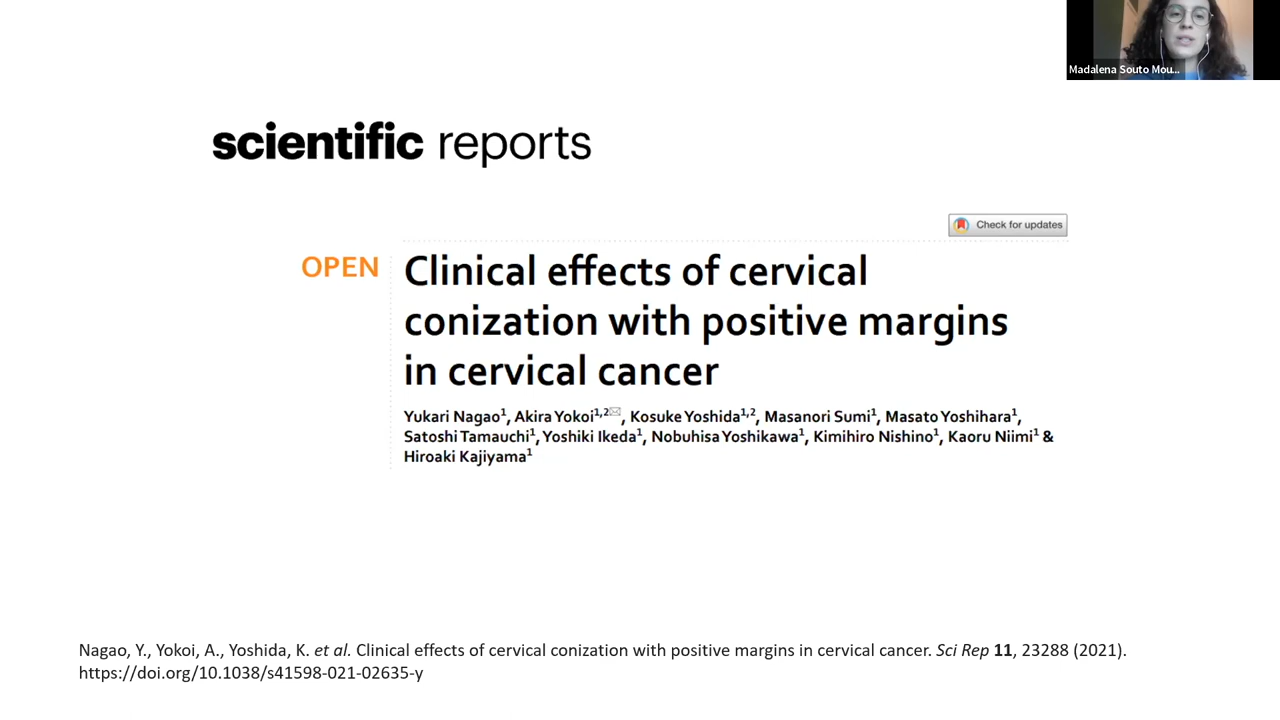 Madalena Souto Mou...
scientific reports
Check for updates
OPEN
Clinical effects of cervical
conization with positive margins
in cervical cancer
Yukari Nagao1, Akira Yokoi1,2✉, Kosuke Yoshida1,2, Masanori Sumi1, Masato Yoshihara1,
Satoshi Tamauchi1, Yoshiki Ikeda1, Nobuhisa Yoshikawa1, Kimihiro Nishino1, Kaoru Niimi1 &
Hiroaki Kajiyama1
Nagao, Y., Yokoi, A., Yoshida, K. et al. Clinical effects of cervical conization with positive margins in cervical cancer. Sci Rep 11, 23288 (2021).
https://doi.org/10.1038/s41598-021-02635-y